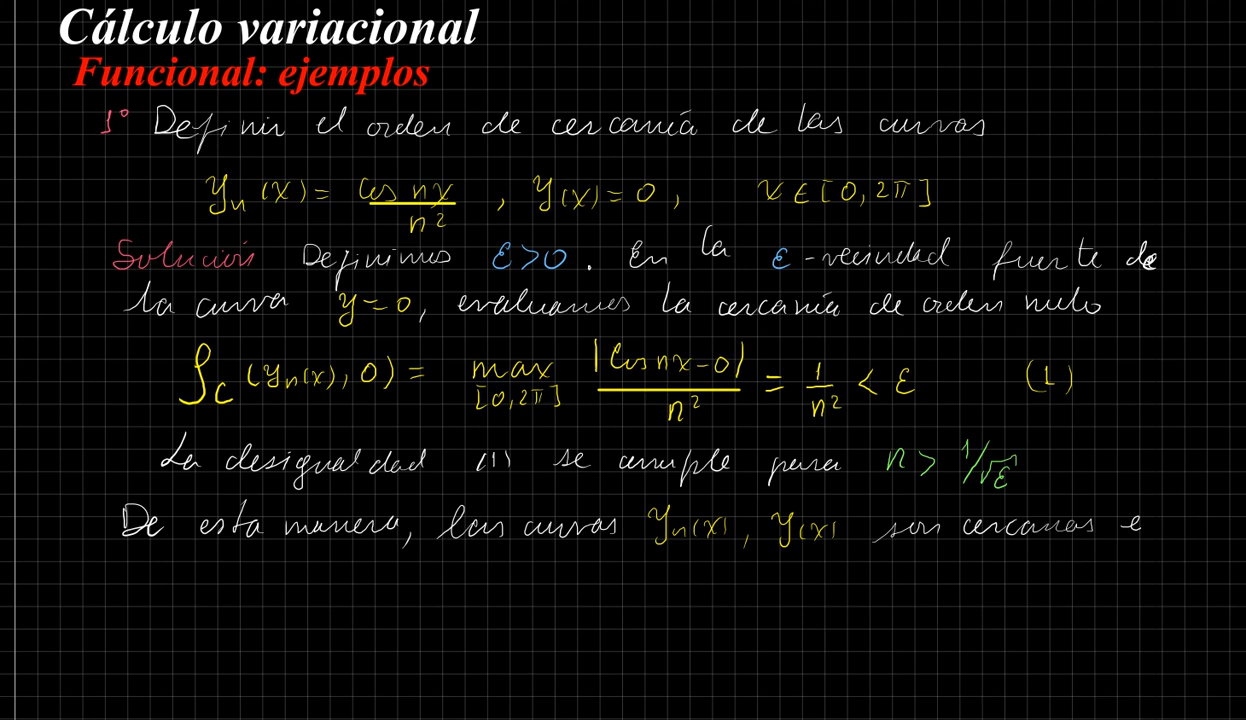 Cálculo variacional
Funcional: ejemplos
1° Definir el orden de cercanía de las curvas
yₙ(x) = cos nx / n², y(x) = 0, x ∈ [0, 2π]
Solución Definimos ε > 0. En la ε-vecindad fuerte de
la curva y = 0, evaluamos la cercanía de orden nulo
ρ_C (yₙ(x), 0) = max_[0, 2π] |cos nx - 0| / n² = 1/n² < ε (1)
La desigualdad (1) se cumple para n > 1/√ε
De esta manera, las curvas yₙ(x), y(x) son cercanas e